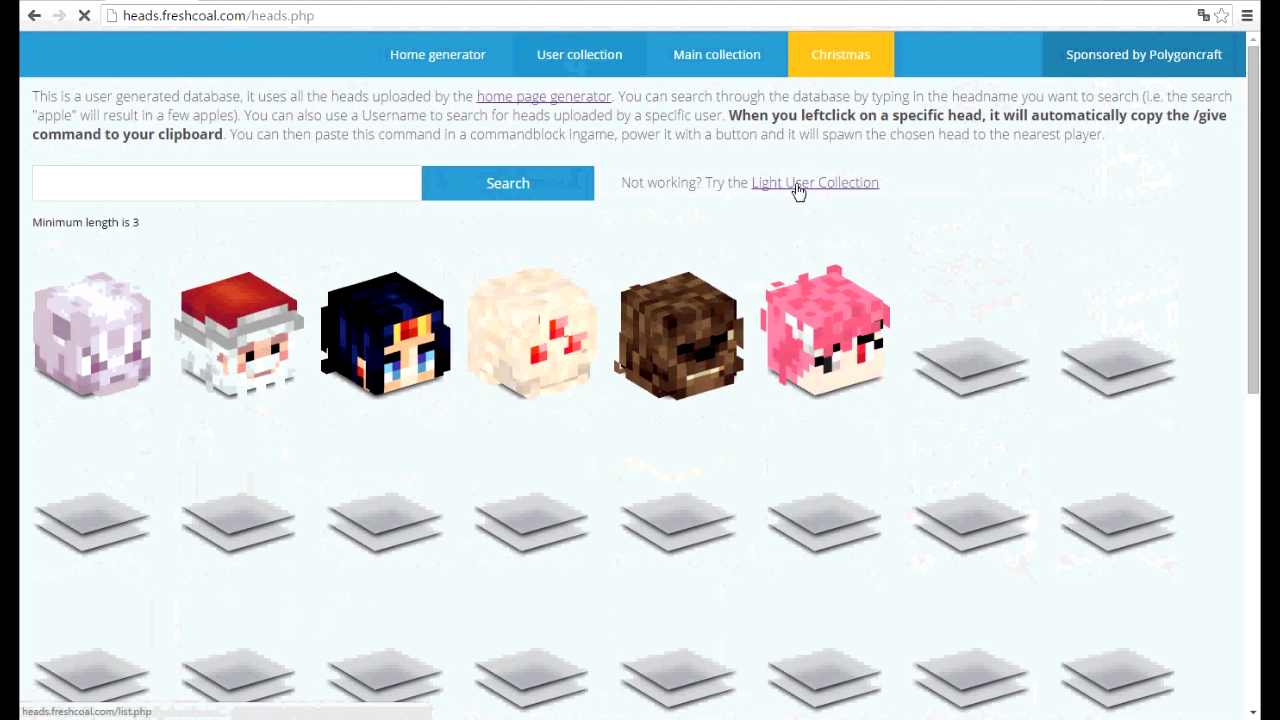 heads.freshcoal.com/heads.php
Home generator User collection Main collection Christmas Sponsored by Polygoncraft
This is a user generated database, it uses all the heads uploaded by the home page generator. You can search through the database by typing in the headname you want to search (i.e. the search
"apple" will result in a few apples). You can also use a Username to search for heads uploaded by a specific user. When you leftclick on a specific head, it will automatically copy the /give
command to your clipboard. You can then paste this command in a commandblock ingame, power it with a button and it will spawn the chosen head to the nearest player.
Search Not working? Try the Light User Collection
Minimum length is 3
heads.freshcoal.com/list.php